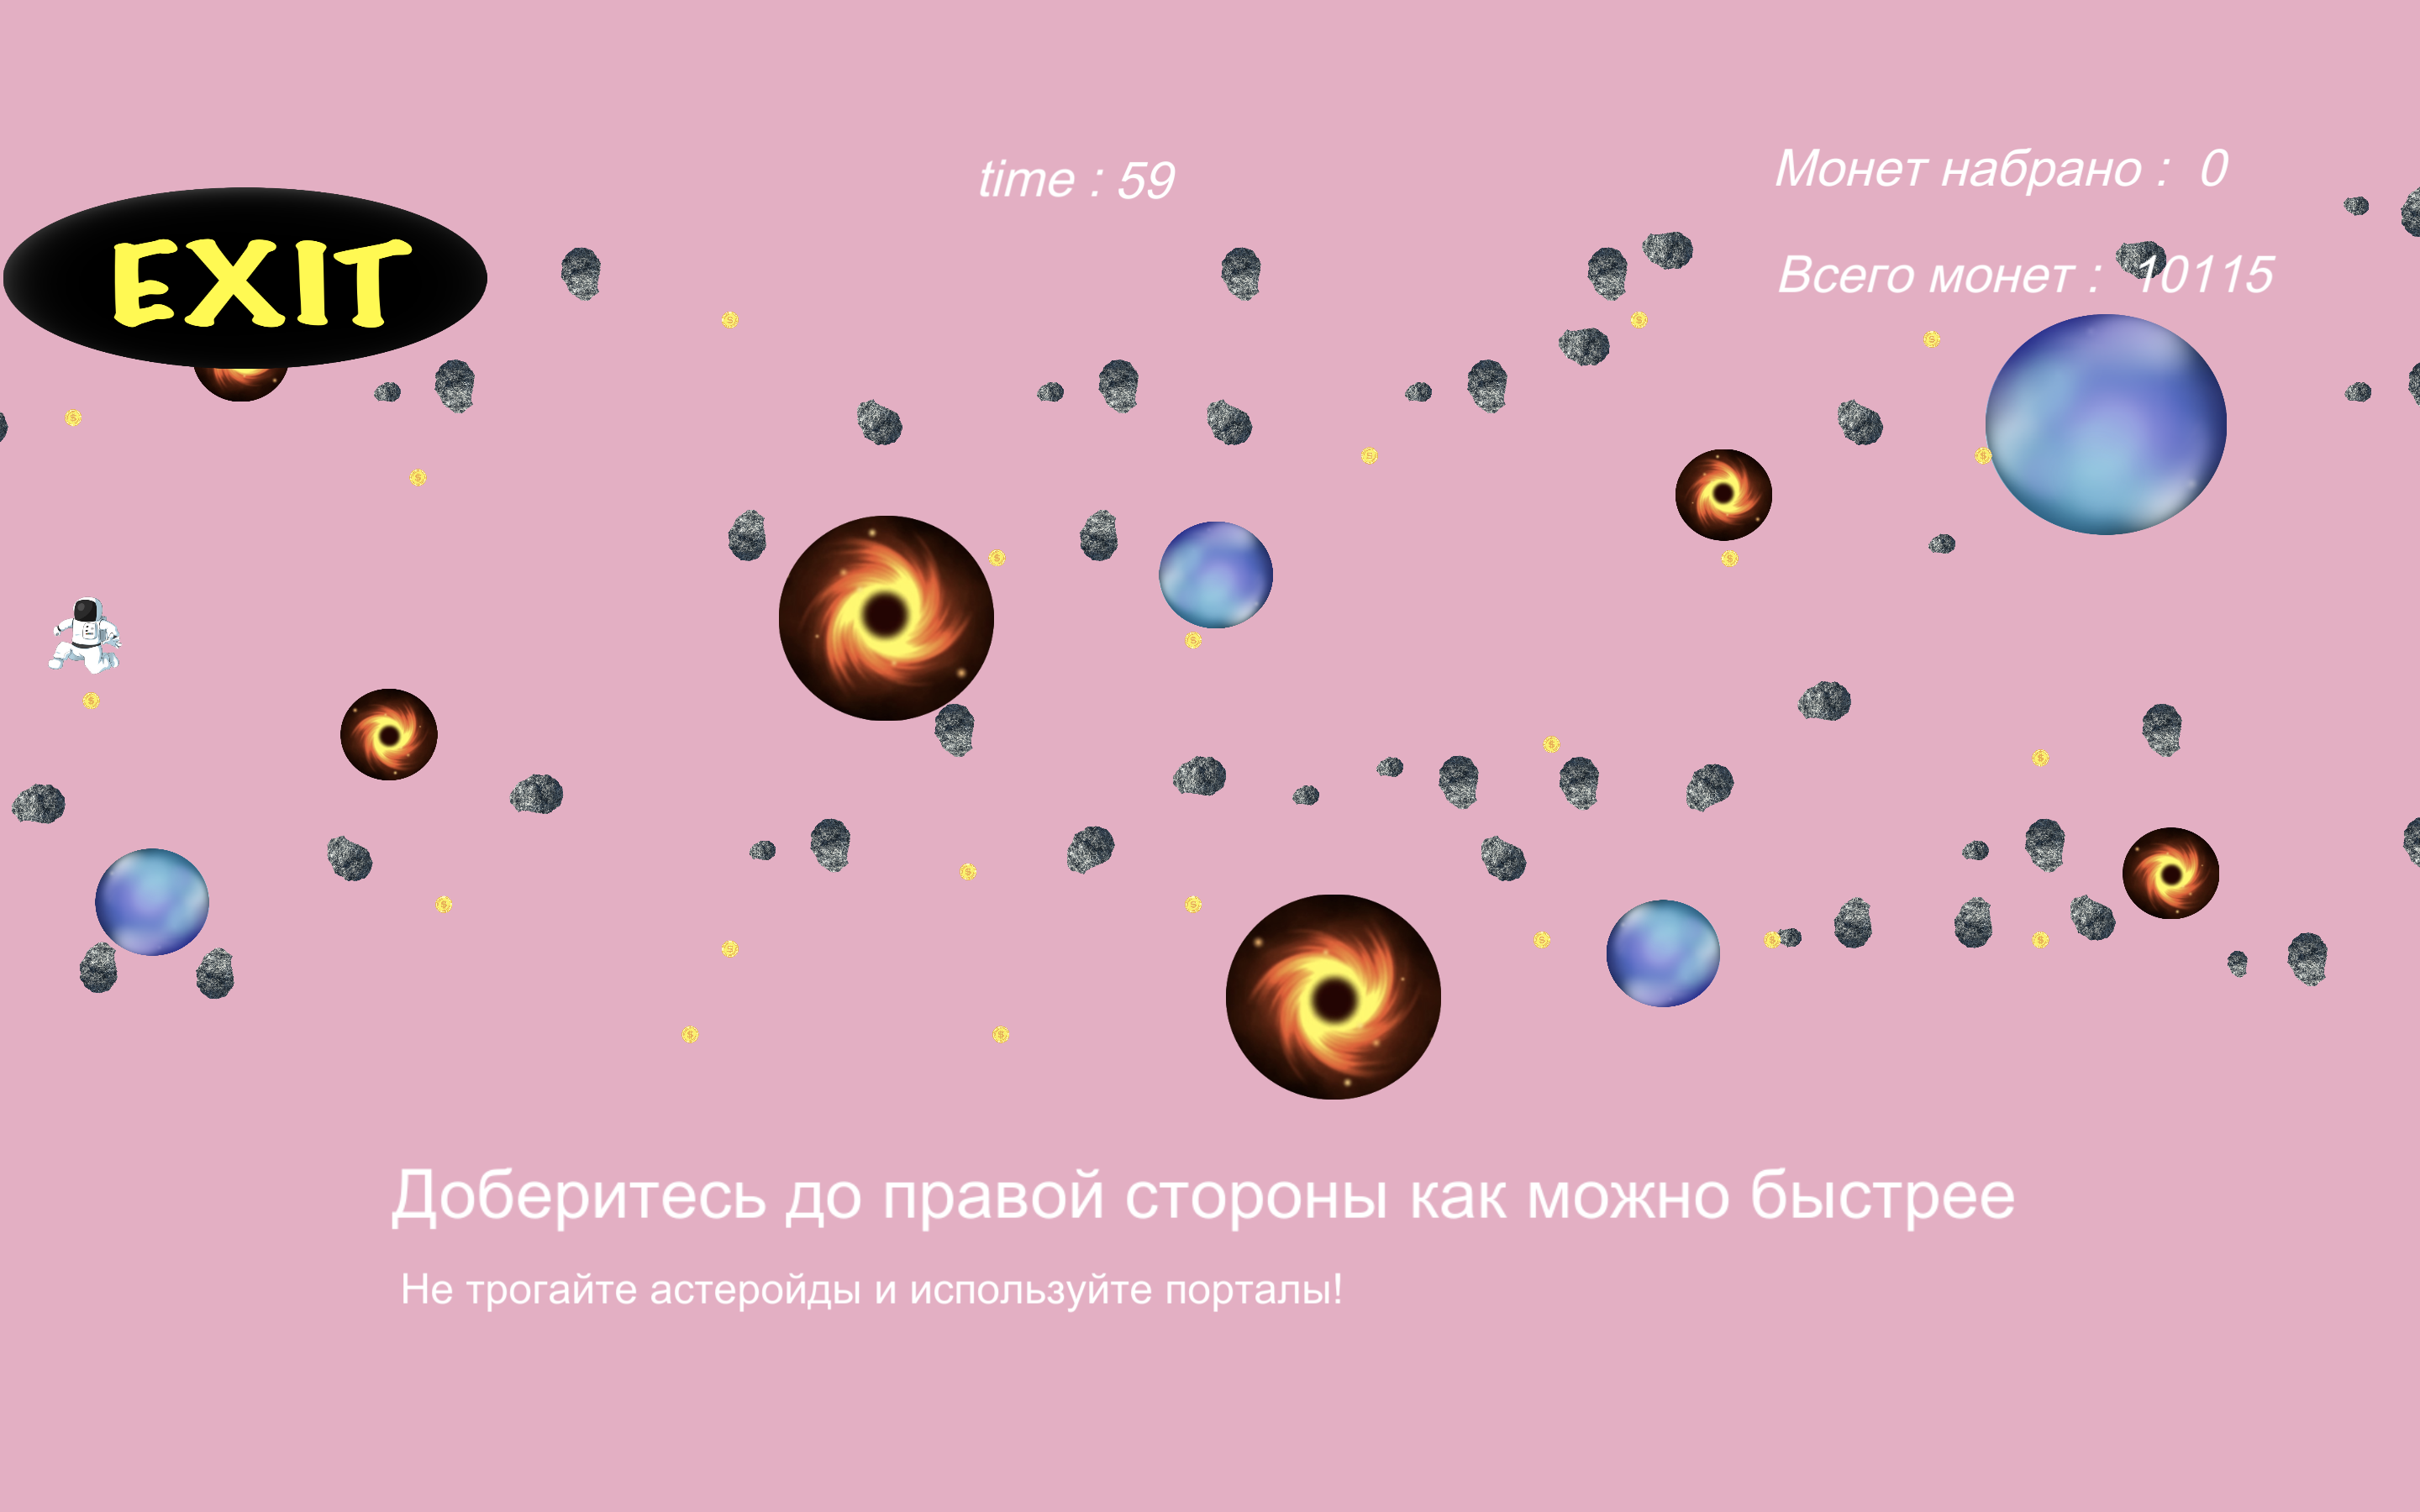 time : 59
Монет набрано : 0
EXIT
Всего монет : 10115
Доберитесь до правой стороны как можно быстрее
Не трогайте астеройды и используйте порталы!